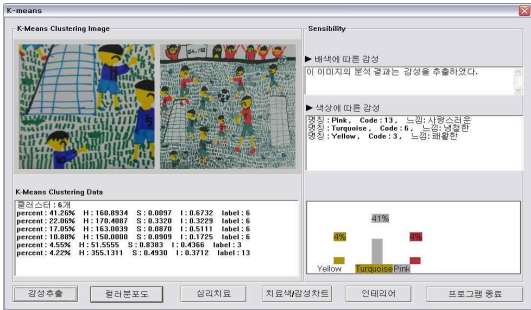 K-means
K-Means Clustering Image
Sensibility
▶ 배색에 따른 감성
이 이미지의 분석 결과는 감성을 추출하였다.
▶ 색상에 따른 감성
명칭 : Pink, Code : 13, 느낌: 사랑스러운
명칭 : Turquoise, Code : 6, 느낌: 냉철한
명칭 : Yellow, Code : 3, 느낌: 쾌활한
K-Means Clustering Data
클러스터 : 6개
percent : 41.26% H : 160.8934 S : 0.0097 I : 0.6732 label : 6
percent : 22.06% H : 170.4087 S : 0.3320 I : 0.3229 label : 6
percent : 17.05% H : 163.0039 S : 0.0870 I : 0.5111 label : 6
percent : 10.88% H : 150.0000 S : 0.0909 I : 0.1725 label : 6
percent : 4.55% H : 51.5555 S : 0.8383 I : 0.4366 label : 3
percent : 4.22% H : 355.1311 S : 0.4930 I : 0.3712 label : 13
41%
4% 4%
Yellow Turquoise Pink
감성추출 컬러분포도 심리치료 치료색/감성차트 인테리어 프로그램 종료